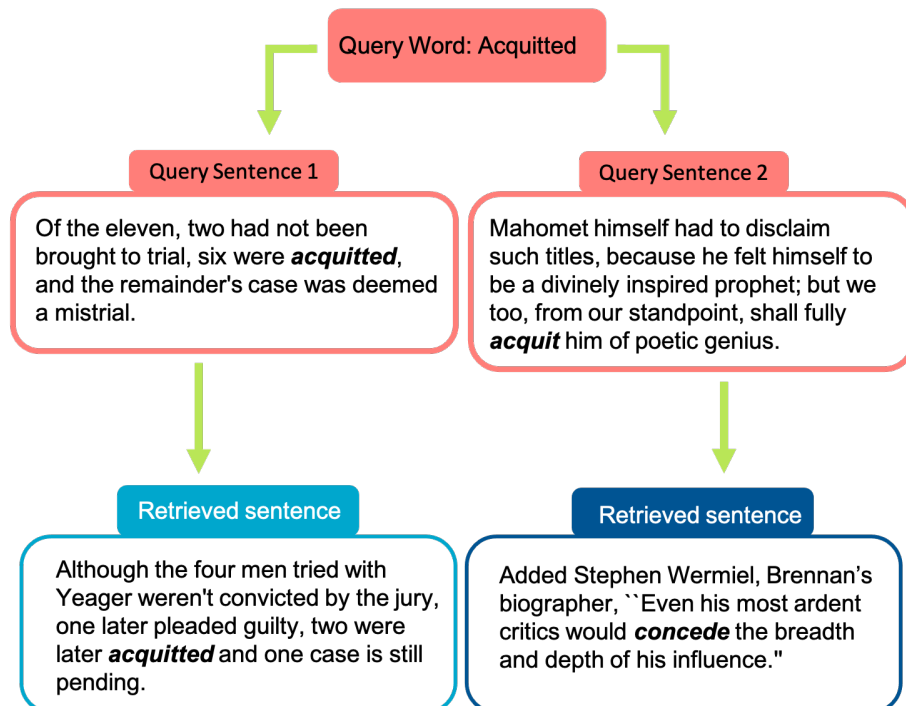 Query Word: Acquitted
Query Sentence 1
Of the eleven, two had not been
brought to trial, six were acquitted,
and the remainder's case was deemed
a mistrial.
Query Sentence 2
Mahomet himself had to disclaim
such titles, because he felt himself to
be a divinely inspired prophet; but we
too, from our standpoint, shall fully
acquit him of poetic genius.
Retrieved sentence
Although the four men tried with
Yeager weren't convicted by the jury,
one later pleaded guilty, two were
later acquitted and one case is still
pending.
Retrieved sentence
Added Stephen Wermiel, Brennan’s
biographer, ``Even his most ardent
critics would concede the breadth
and depth of his influence."